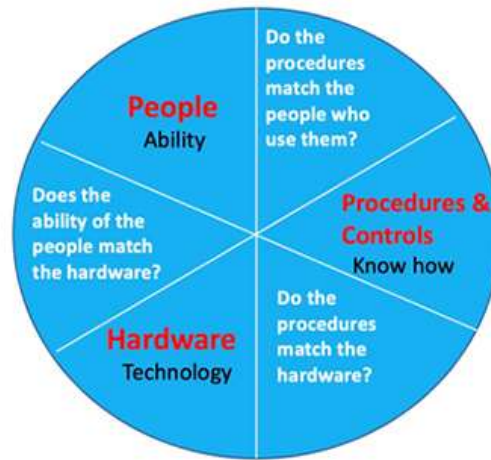 People
Ability
Do the
procedures
match the
people who
use them?
Procedures &
Controls
Know how
Do the
procedures
match the
hardware?
Hardware
Technology
Does the
ability of the
people match
the hardware?